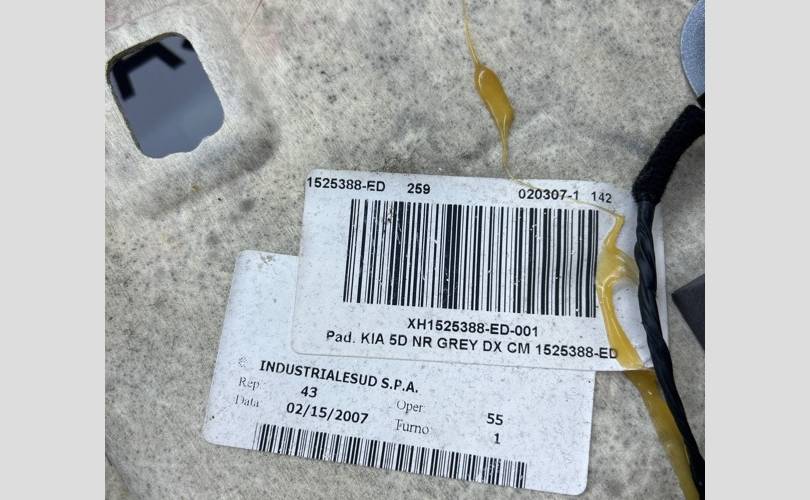 1525388-ED 259 020307-1 142
XH1525388-ED-001
Pad. KIA 5D NR GREY DX CM 1525388-ED
INDUSTRIALESUD S.P.A.
Rep. 43 Oper. 55
Data 02/15/2007 Turno 1